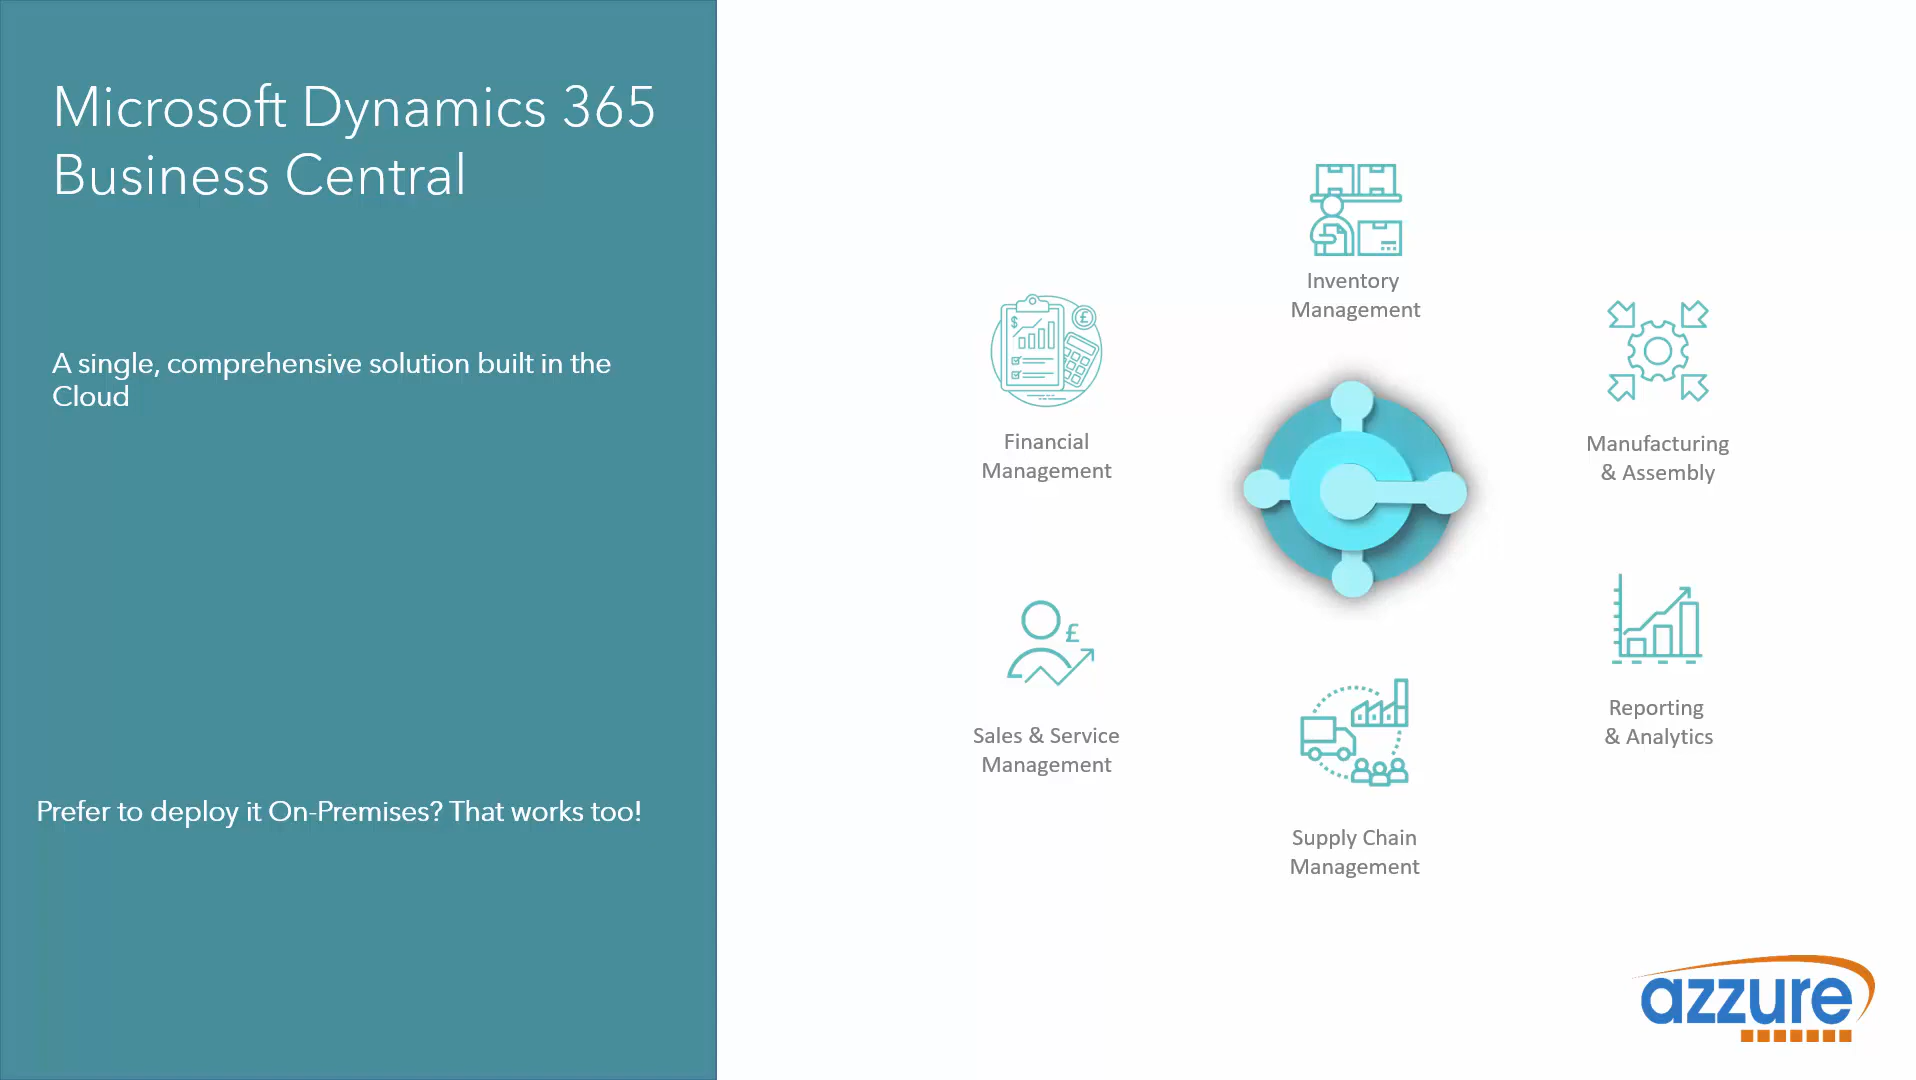 Microsoft Dynamics 365
Business Central
A single, comprehensive solution built in the
Cloud
Prefer to deploy it On-Premises? That works too!
Inventory
Management
$
£
Financial
Management
Manufacturing
& Assembly
£
Sales & Service
Management
Reporting
& Analytics
Supply Chain
Management
azzure